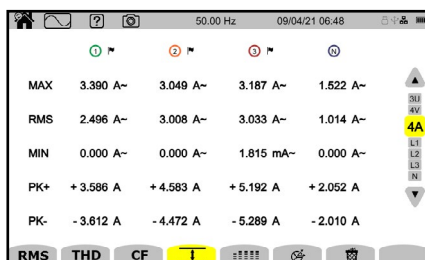 ? 50.00 Hz 09/04/21 06:48
1 2 3 N
MAX 3.390 A~ 3.049 A~ 3.187 A~ 1.522 A~
RMS 2.496 A~ 3.008 A~ 3.033 A~ 1.014 A~
MIN 0.000 A~ 0.000 A~ 1.815 mA~ 0.000 A~
PK+ +3.586 A +4.583 A +5.192 A +2.052 A
PK- -3.612 A -4.472 A -5.289 A -2.010 A
3U
4V
4A
L1
L2
L3
N
RMS THD CF